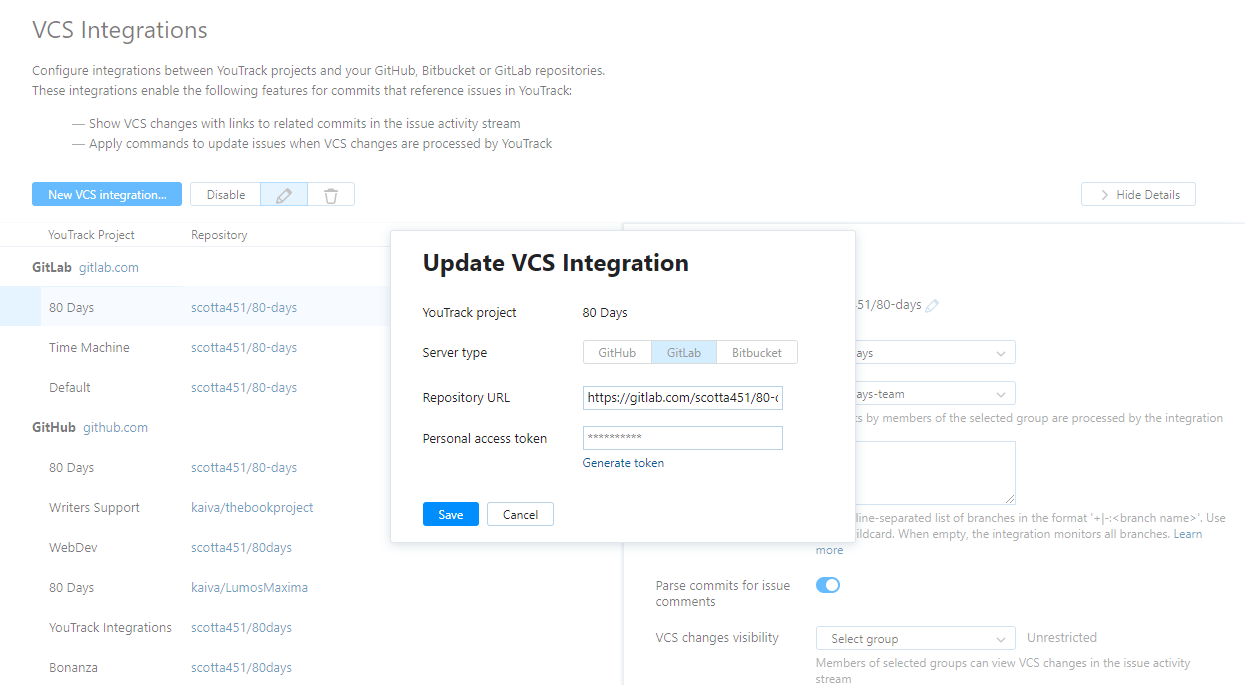 VCS Integrations
Configure integrations between YouTrack projects and your GitHub, Bitbucket or GitLab repositories.
These integrations enable the following features for commits that reference issues in YouTrack:
— Show VCS changes with links to related commits in the issue activity stream
— Apply commands to update issues when VCS changes are processed by YouTrack
New VCS integration... Disable Hide Details
YouTrack Project Repository
GitLab gitlab.com
80 Days scotta451/80-days
Time Machine scotta451/80-days
Default scotta451/80-days
GitHub github.com
80 Days scotta451/80-days
Writers Support kaiva/thebookproject
WebDev scotta451/80days
80 Days kaiva/LumosMaxima
YouTrack Integrations scotta451/80days
Bonanza scotta451/80days
Update VCS Integration
YouTrack project 80 Days
Server type GitHub GitLab Bitbucket
Repository URL https://gitlab.com/scotta451/80-
Personal access token **********
Generate token
Save Cancel
51/80-days
ays
ays-team
s by members of the selected group are processed by the integration
line-separated list of branches in the format '+|-:<branch name>'. Use
ildcard. When empty, the integration monitors all branches. Learn
more
Parse commits for issue
comments
VCS changes visibility Select group Unrestricted
Members of selected groups can view VCS changes in the issue activity
stream